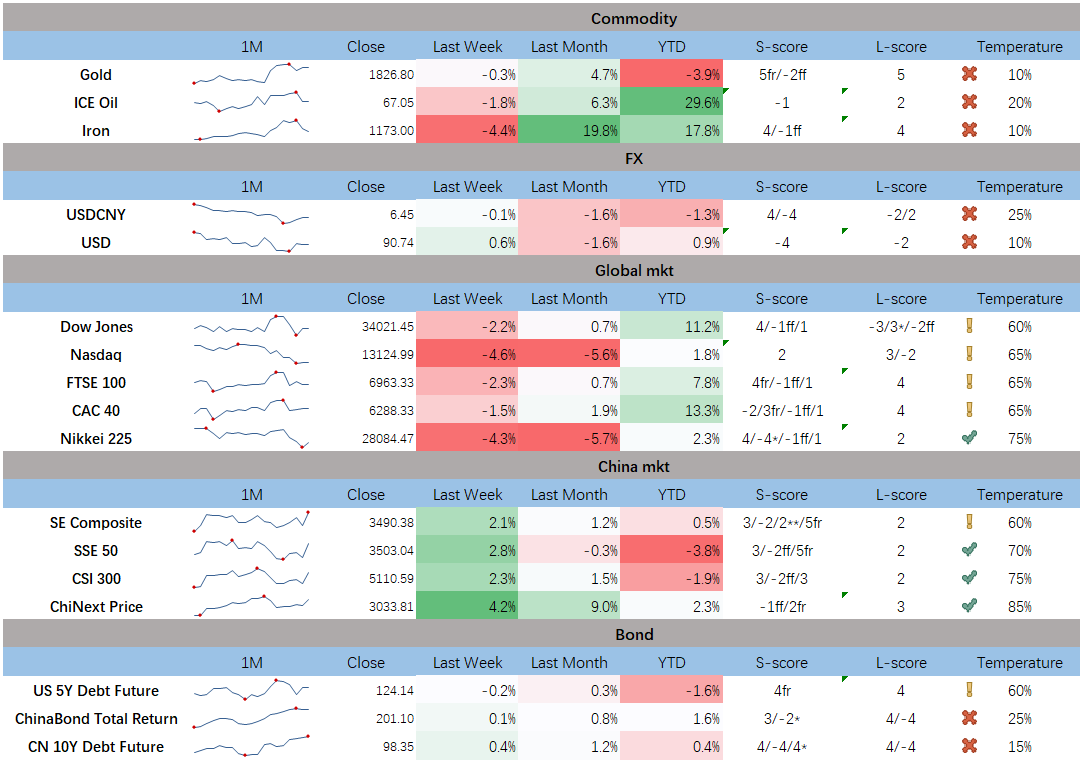 Commodity
1M Close Last Week Last Month YTD S-score L-score Temperature
Gold 1826.80 -0.3% 4.7% -3.9% 5fr/-2ff 5 10%
ICE Oil 67.05 -1.8% 6.3% 29.6% -1 2 20%
Iron 1173.00 -4.4% 19.8% 17.8% 4/-1ff 4 10%
FX
1M Close Last Week Last Month YTD S-score L-score Temperature
USDCNY 6.45 -0.1% -1.6% -1.3% 4/-4 -2/2 25%
USD 90.74 0.6% -1.6% 0.9% -4 -2 10%
Global mkt
1M Close Last Week Last Month YTD S-score L-score Temperature
Dow Jones 34021.45 -2.2% 0.7% 11.2% 4/-1ff/1 -3/3*/-2ff 60%
Nasdaq 13124.99 -4.6% -5.6% 1.8% 2 3/-2 65%
FTSE 100 6963.33 -2.3% 0.7% 7.8% 4fr/-1ff/1 4 65%
CAC 40 6288.33 -1.5% 1.9% 13.3% -2/3fr/-1ff/1 4 65%
Nikkei 225 28084.47 -4.3% -5.7% 2.3% 4/-4*/-1ff/1 2 75%
China mkt
1M Close Last Week Last Month YTD S-score L-score Temperature
SE Composite 3490.38 2.1% 1.2% 0.5% 3/-2/2**/5fr 2 60%
SSE 50 3503.04 2.8% -0.3% -3.8% 3/-2ff/5fr 2 70%
CSI 300 5110.59 2.3% 1.5% -1.9% 3/-2ff/3 2 75%
ChiNext Price 3033.81 4.2% 9.0% 2.3% -1ff/2fr 3 85%
Bond
1M Close Last Week Last Month YTD S-score L-score Temperature
US 5Y Debt Future 124.14 -0.2% 0.3% -1.6% 4fr 4 60%
ChinaBond Total Return 201.10 0.1% 0.8% 1.6% 3/-2* 4/-4 25%
CN 10Y Debt Future 98.35 0.4% 1.2% 0.4% 4/-4/4* 4/-4 15%